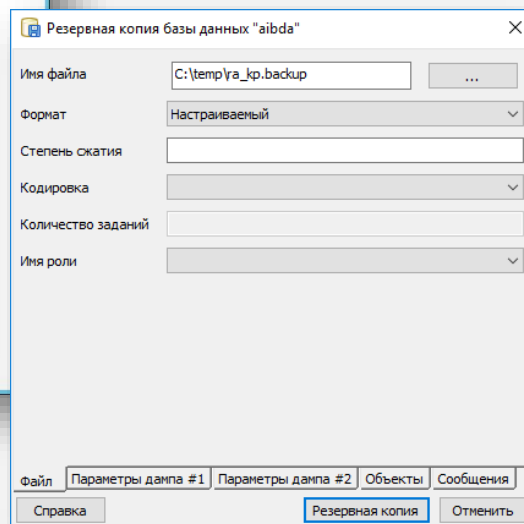 Резервная копия базы данных "aibda"
Имя файла C:\temp\ra_kp.backup ...
Формат Настраиваемый
Степень сжатия
Кодировка
Количество заданий
Имя роли
Файл Параметры дампа #1 Параметры дампа #2 Объекты Сообщения
Справка Резервная копия Отменить